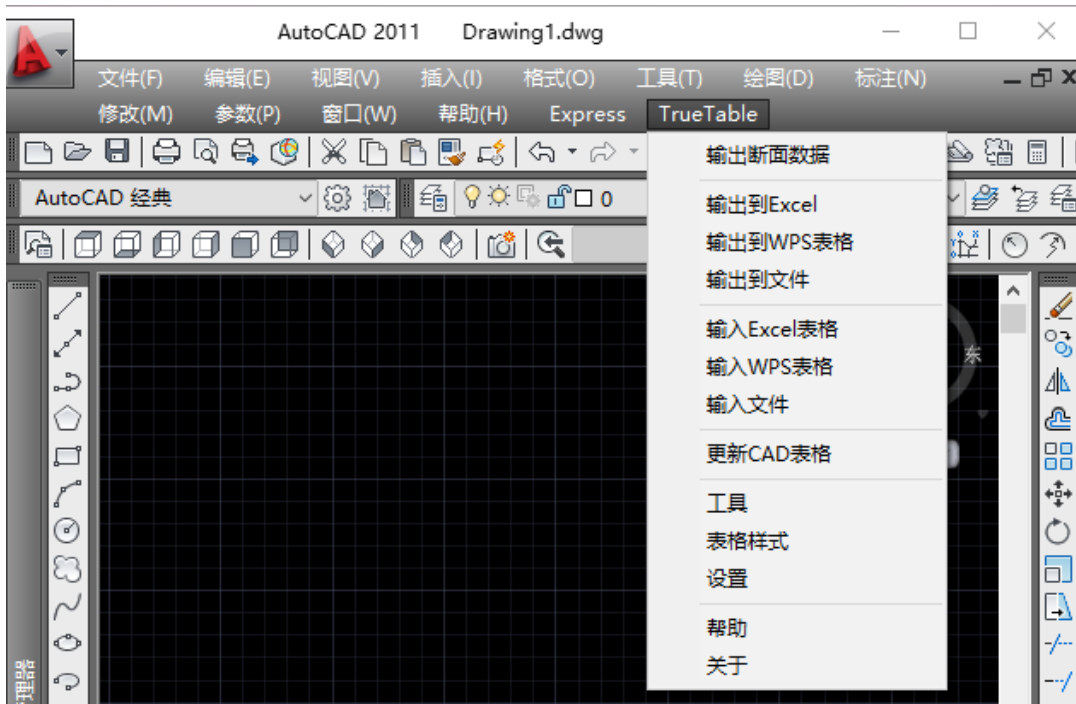 AutoCAD 2011 Drawing1.dwg
文件(F) 编辑(E) 视图(V) 插入(I) 格式(O) 工具(T) 绘图(D) 标注(N)
修改(M) 参数(P) 窗口(W) 帮助(H) Express TrueTable
AutoCAD 经典
0
输出断面数据
输出到Excel
输出到WPS表格
输出到文件
输入Excel表格
输入WPS表格
输入文件
更新CAD表格
工具
表格样式
设置
帮助
关于
东
理器